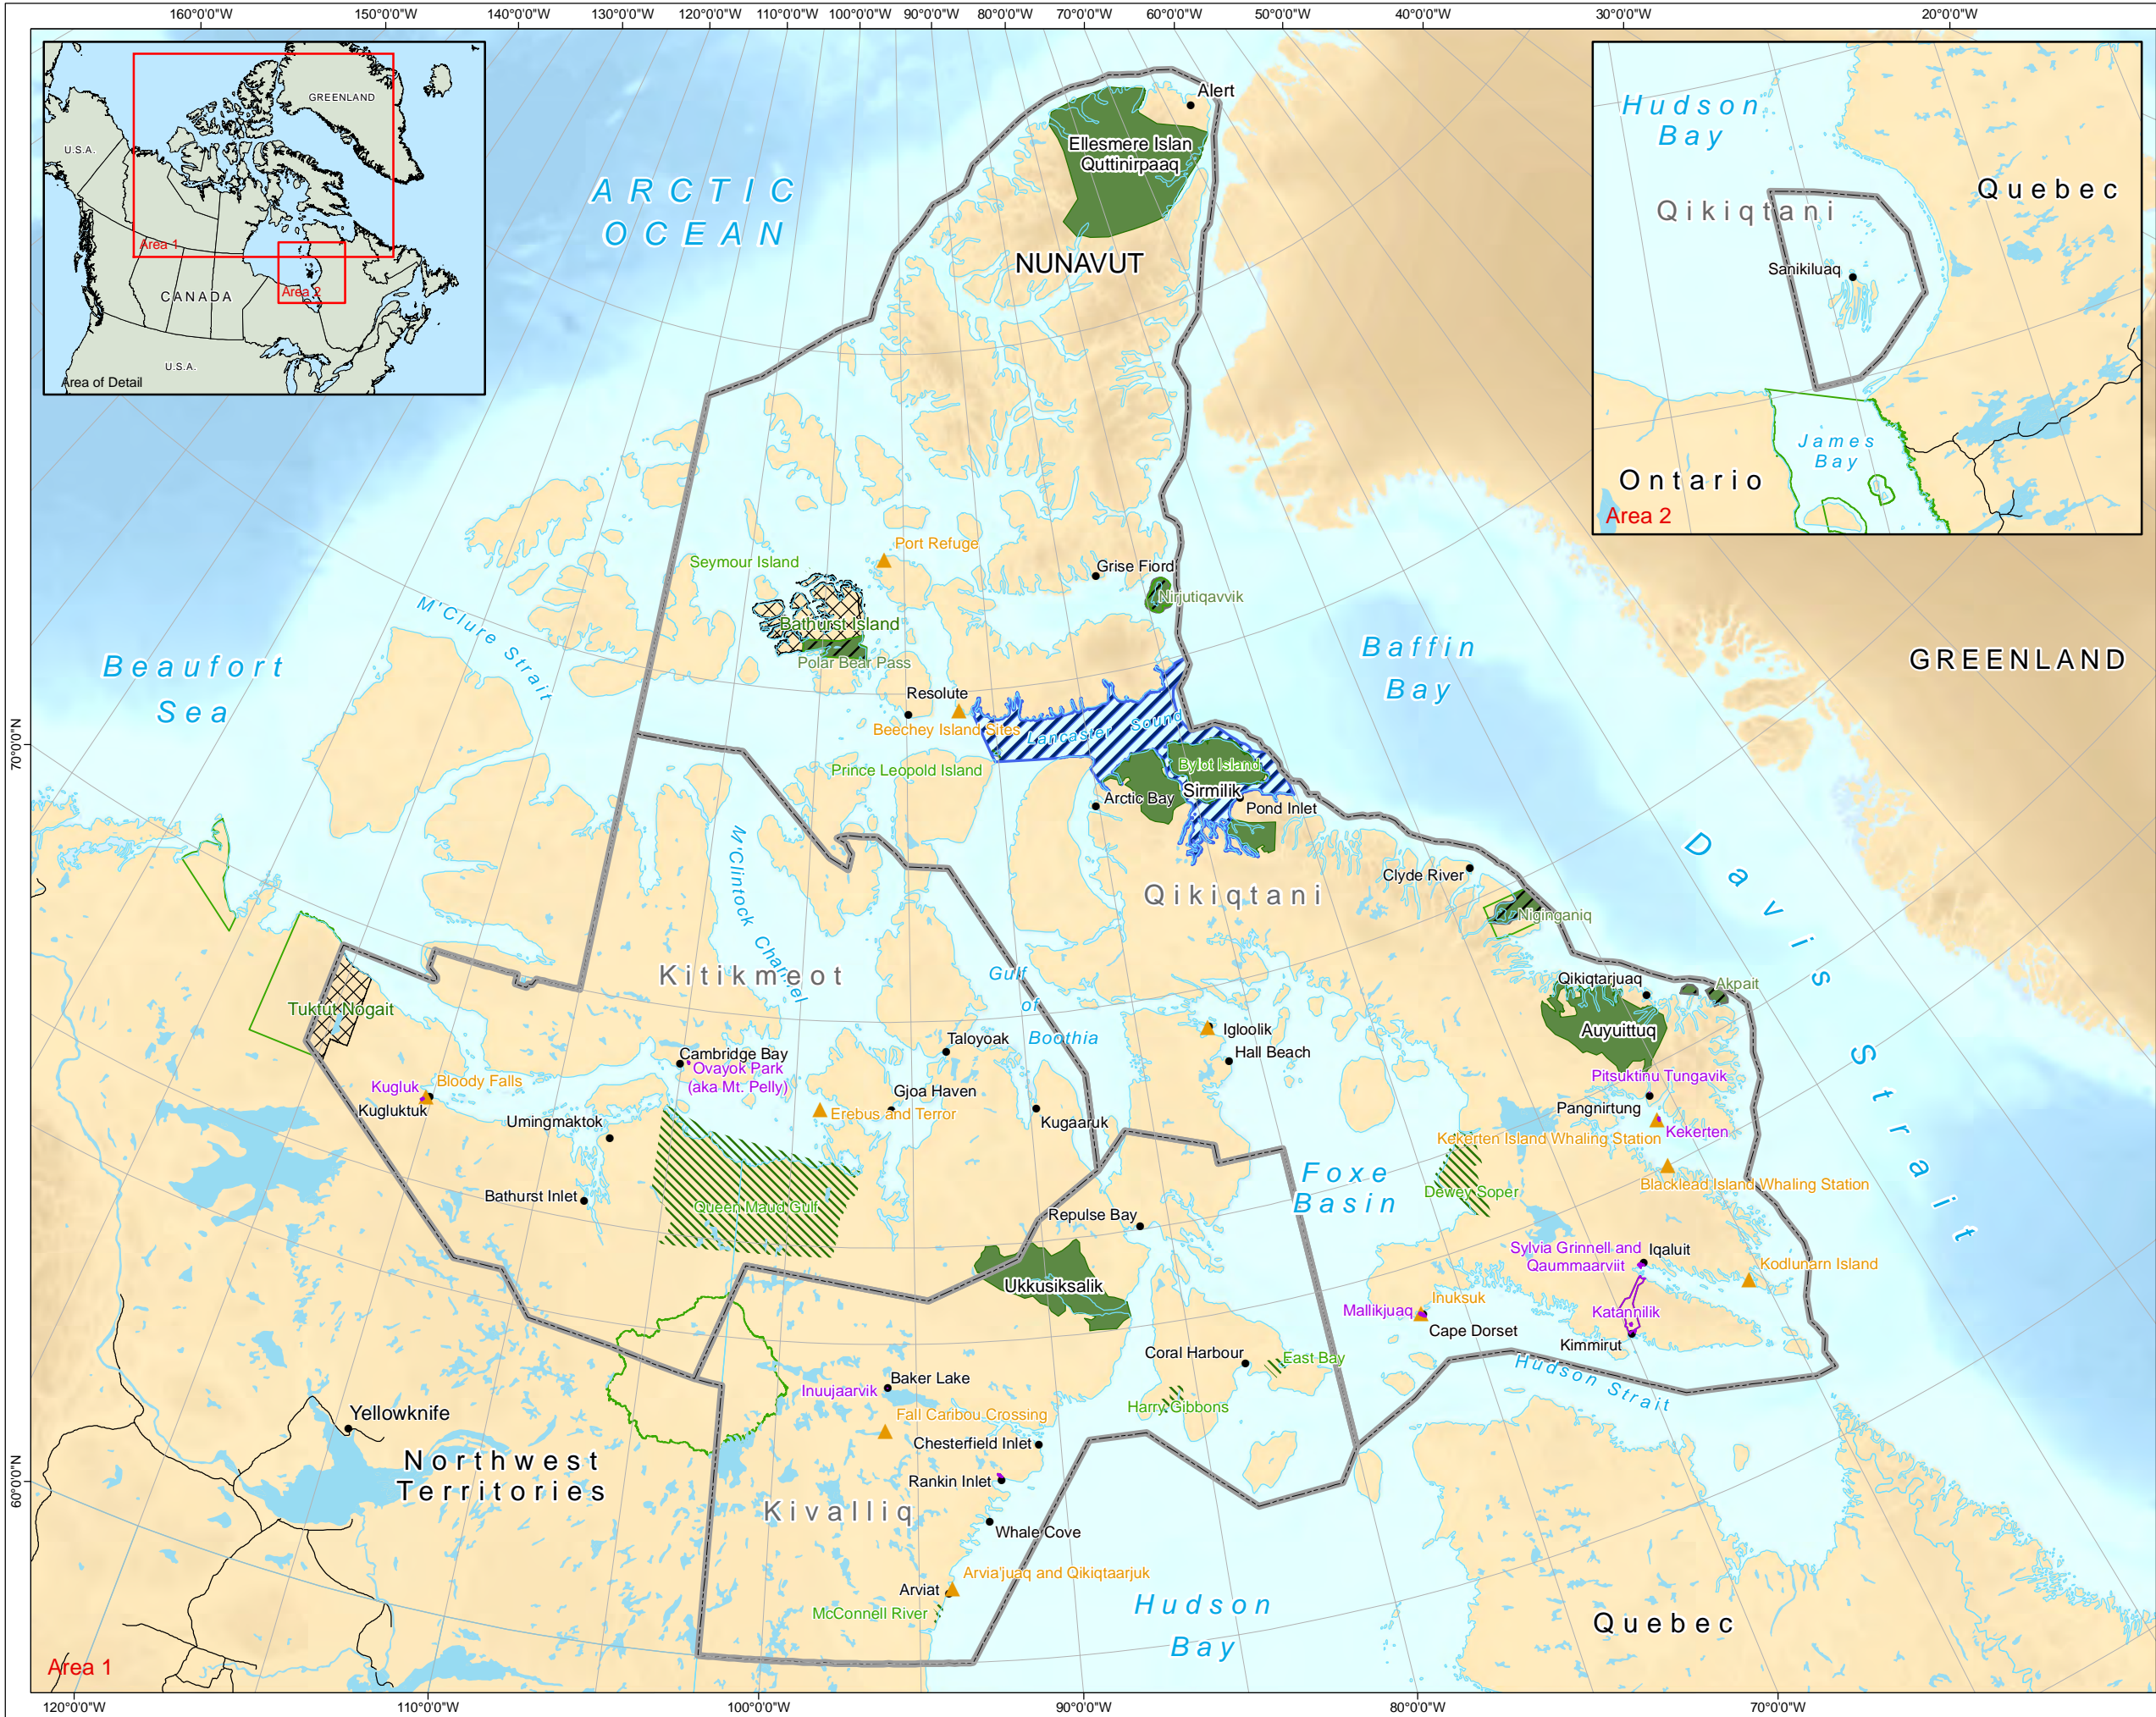 160°0'0"W
150°0'0"W
140°0'0"W
130°0'0"W
120°0'0"W
110°0'0"W
100°0'0"W
90°0'0"W
80°0'0"W
70°0'0"W
60°0'0"W
50°0'0"W
40°0'0"W
30°0'0"W
20°0'0"W
GREENLAND
U.S.A.
Area 1
Area 2
CANADA
U.S.A.
Area of Detail
Hudson
Bay
Quebec
Qikiqtani
Sanikiluaq
James
Bay
Ontario
Area 2
Alert
Ellesmere Islan
Quttinirpaaq
ARCTIC
OCEAN
NUNAVUT
Port Refuge
Seymour Island
Grise Fiord
Nirjutiqavvik
M'Clure Strait
Bathurst Island
Polar Bear Pass
Beaufort
Sea
Baffin
Bay
GREENLAND
Resolute
Beechey Island Sites
Lancaster Sound
Prince Leopold Island
Bylot Island
Sirmilik
Arctic Bay
Pond Inlet
70°0'0"N
M'Clintock Channel
Clyde River
Qikiqtani
Niginganiq
Davis Strait
Kitikmeot
Gulf
of
Boothia
Qikiqtarjuaq
Akpait
Tuktut Nogait
Auyuittuq
Igloolik
Hall Beach
Taloyoak
Cambridge Bay
Ovayok Park
(aka Mt. Pelly)
Pitsuktinu Tungavik
Kugluk
Bloody Falls
Kugluktuk
Gjoa Haven
Erebus and Terror
Umingmaktok
Kugaaruk
Pangnirtung
Kekerten
Kekerten Island Whaling Station
Blacklead Island Whaling Station
Foxe
Basin
Dewey Soper
Bathurst Inlet
Queen Maud Gulf
Repulse Bay
Sylvia Grinnell and
Qaummaarviit
Iqaluit
Kodlunarn Island
Ukkusiksalik
Inuksuk
Mallikjuaq
Katannilik
Cape Dorset
Kimmirut
Coral Harbour
East Bay
Hudson Strait
Harry Gibbons
Baker Lake
Inuujaarvik
Fall Caribou Crossing
Chesterfield Inlet
Yellowknife
Northwest
Territories
Rankin Inlet
60°0'0"N
Kivalliq
Whale Cove
Arvia'juaq and Qikiqtaarjuk
Arviat
McConnell River
Hudson
Bay
Quebec
Area 1
120°0'0"W
110°0'0"W
100°0'0"W
90°0'0"W
80°0'0"W
70°0'0"W